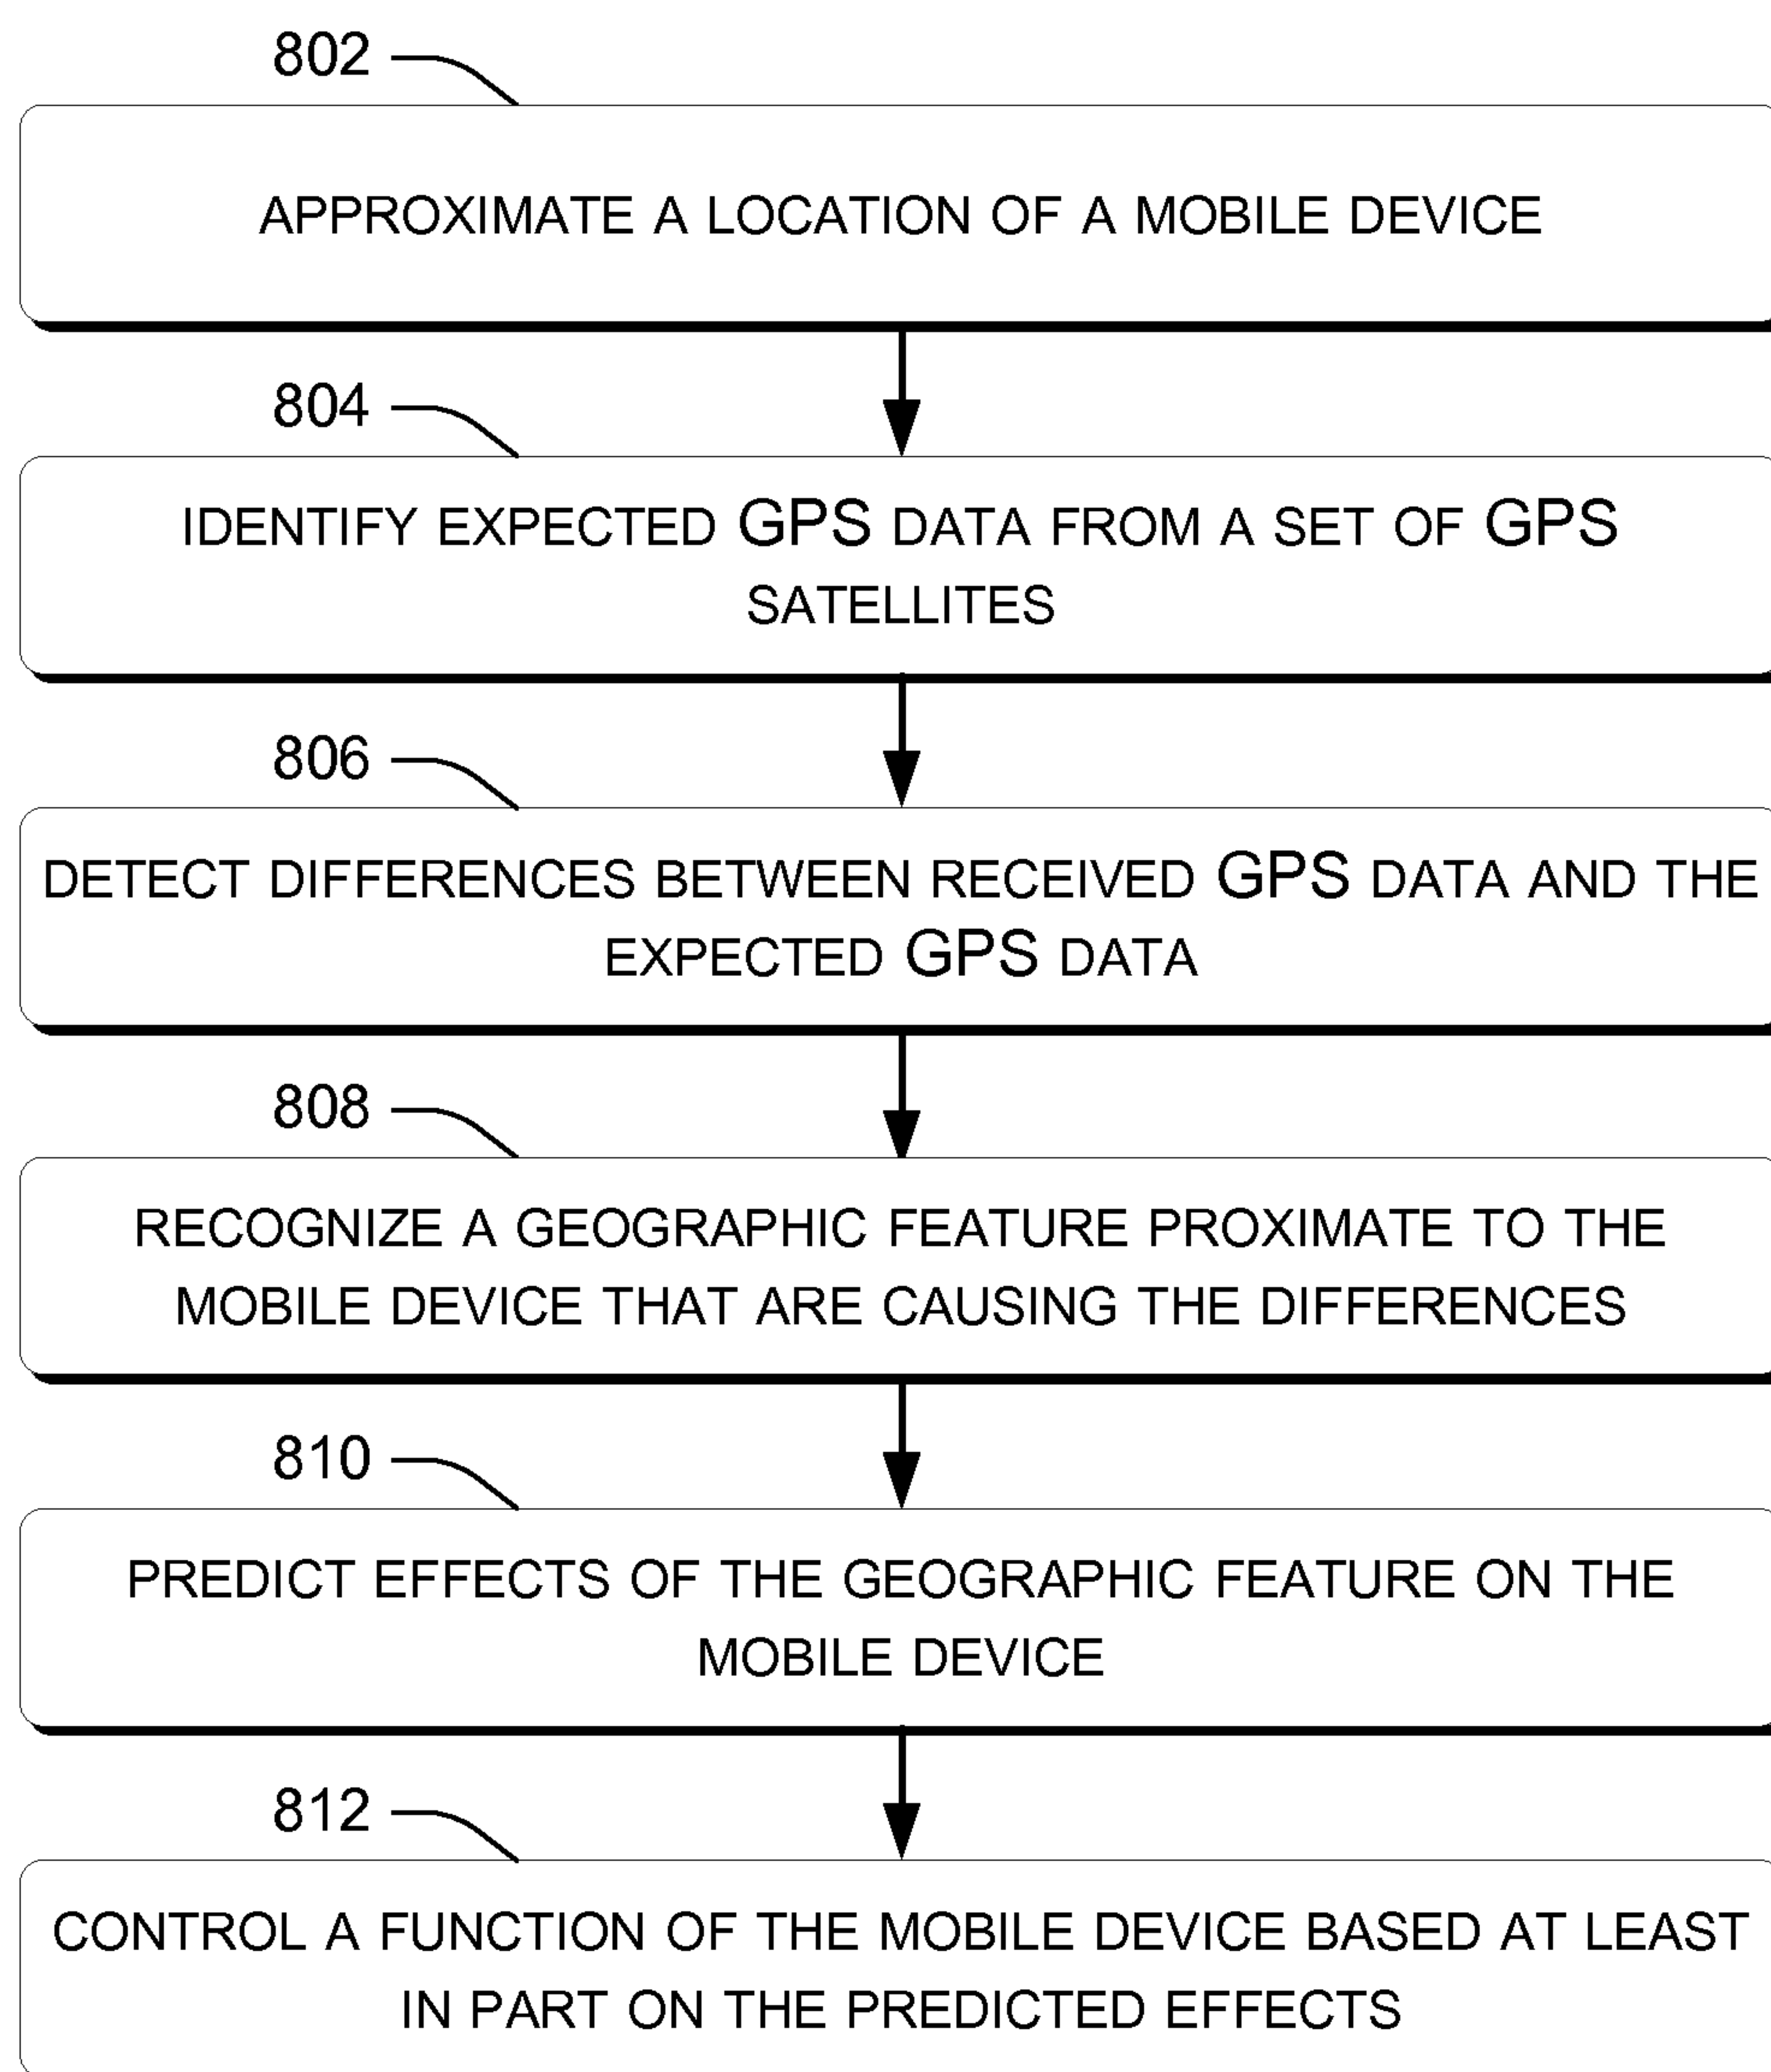 802
APPROXIMATE A LOCATION OF A MOBILE DEVICE
804
IDENTIFY EXPECTED GPS DATA FROM A SET OF GPS
SATELLITES
806
DETECT DIFFERENCES BETWEEN RECEIVED GPS DATA AND THE
EXPECTED GPS DATA
808
RECOGNIZE A GEOGRAPHIC FEATURE PROXIMATE TO THE
MOBILE DEVICE THAT ARE CAUSING THE DIFFERENCES
810
PREDICT EFFECTS OF THE GEOGRAPHIC FEATURE ON THE
MOBILE DEVICE
812
CONTROL A FUNCTION OF THE MOBILE DEVICE BASED AT LEAST
IN PART ON THE PREDICTED EFFECTS